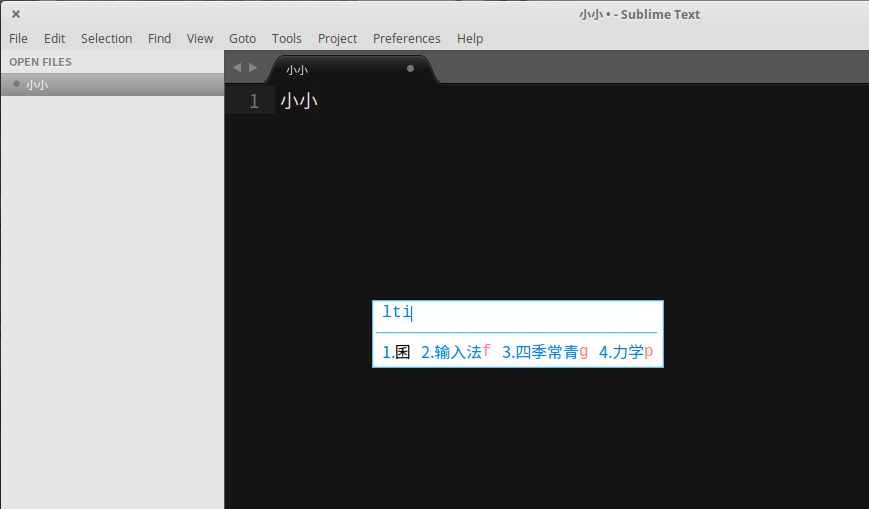 小小 • - Sublime Text
File Edit Selection Find View Goto Tools Project Preferences Help
OPEN FILES
小小
小小
1 小小
lti
1.囷 2.输入法f 3.四季常青g 4.力学p